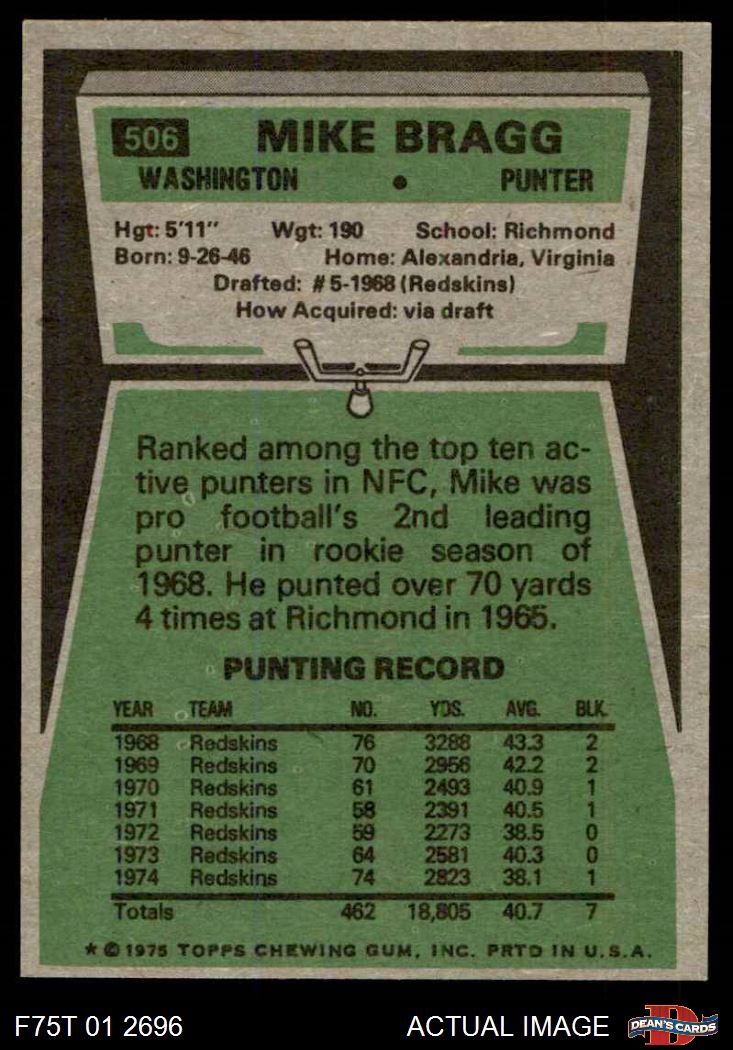 506 MIKE BRAGG
WASHINGTON • PUNTER
Hgt: 5'11" Wgt: 190 School: Richmond
Born: 9-26-46 Home: Alexandria, Virginia
Drafted: #5-1968 (Redskins)
How Acquired: via draft
Ranked among the top ten ac-
tive punters in NFC, Mike was
pro football's 2nd leading
punter in rookie season of
1968. He punted over 70 yards
4 times at Richmond in 1965.
PUNTING RECORD
YEAR TEAM NO. YDS. AVG. BLK.
1968 Redskins 76 3288 43.3 2
1969 Redskins 70 2956 42.2 2
1970 Redskins 61 2493 40.9 1
1971 Redskins 58 2391 40.5 1
1972 Redskins 59 2273 38.5 0
1973 Redskins 64 2581 40.3 0
1974 Redskins 74 2823 38.1 1
Totals 462 18,805 40.7 7
★ © 1975 TOPPS CHEWING GUM, INC. PRTD IN U.S.A.
F75T 01 2696 ACTUAL IMAGE D DEAN'S CARDS